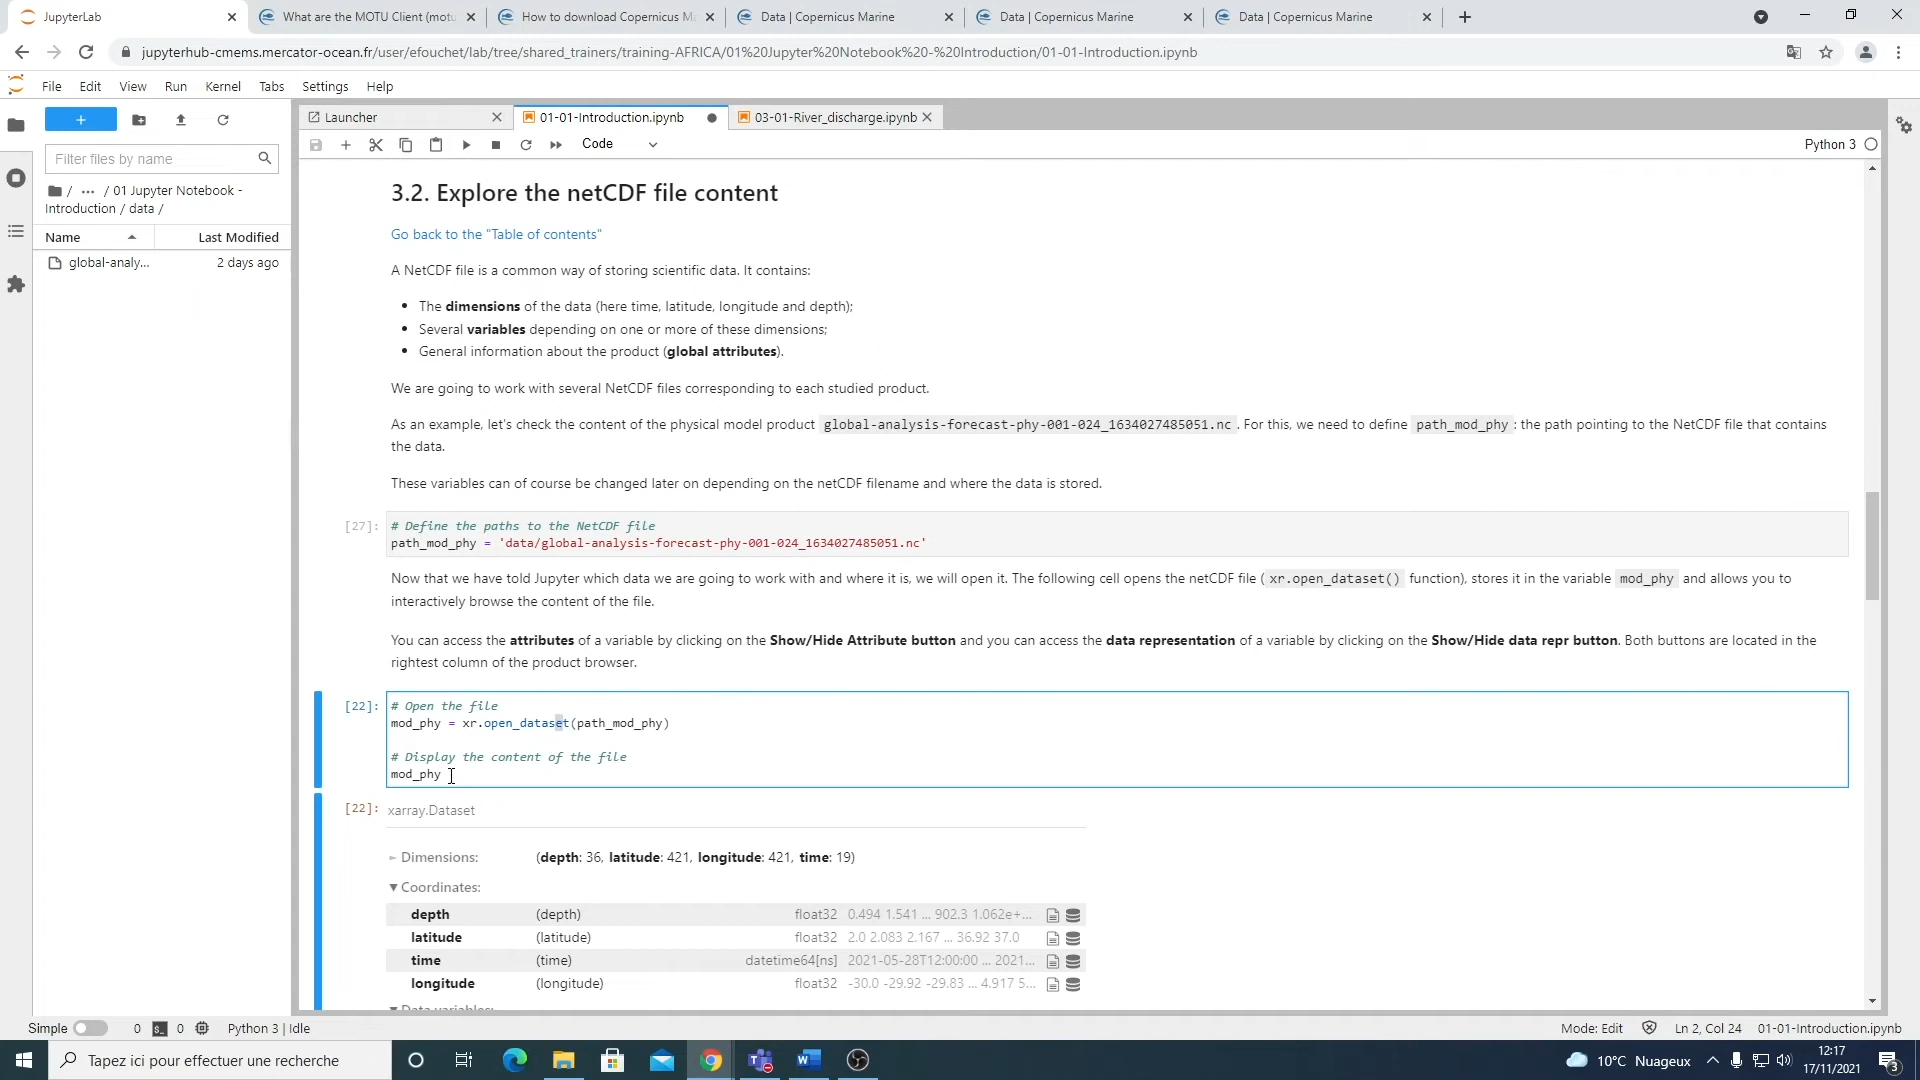 JupyterLab
What are the MOTU Client (motu
How to download Copernicus M
Data | Copernicus Marine
Data | Copernicus Marine
Data | Copernicus Marine
jupyterhub-cmems.mercator-ocean.fr/user/efouchet/lab/tree/shared_trainers/training-AFRICA/01%20Jupyter%20Notebook%20-%20Introduction/01-01-Introduction.ipynb
File Edit View Run Kernel Tabs Settings Help
Launcher
01-01-Introduction.ipynb
03-01-River_discharge.ipynb
Code
Python 3
Filter files by name
/ ... / 01 Jupyter Notebook -
Introduction / data /
Name Last Modified
global-analy... 2 days ago
3.2. Explore the netCDF file content
Go back to the "Table of contents"
A NetCDF file is a common way of storing scientific data. It contains:
• The dimensions of the data (here time, latitude, longitude and depth);
• Several variables depending on one or more of these dimensions;
• General information about the product (global attributes).
We are going to work with several NetCDF files corresponding to each studied product.
As an example, let's check the content of the physical model product global-analysis-forecast-phy-001-024_1634027485051.nc . For this, we need to define path_mod_phy : the path pointing to the NetCDF file that contains
the data.
These variables can of course be changed later on depending on the netCDF filename and where the data is stored.
[27]: # Define the paths to the NetCDF file
path_mod_phy = 'data/global-analysis-forecast-phy-001-024_1634027485051.nc'
Now that we have told Jupyter which data we are going to work with and where it is, we will open it. The following cell opens the netCDF file ( xr.open_dataset() function), stores it in the variable mod_phy and allows you to
interactively browse the content of the file.
You can access the attributes of a variable by clicking on the Show/Hide Attribute button and you can access the data representation of a variable by clicking on the Show/Hide data repr button. Both buttons are located in the
rightest column of the product browser.
[22]: # Open the file
mod_phy = xr.open_dataset(path_mod_phy)
# Display the content of the file
mod_phy
[22]: xarray.Dataset
► Dimensions: (depth: 36, latitude: 421, longitude: 421, time: 19)
▼ Coordinates:
depth (depth) float32 0.494 1.541 ... 902.3 1.062e+...
latitude (latitude) float32 2.0 2.083 2.167 ... 36.92 37.0
time (time) datetime64[ns] 2021-05-28T12:00:00 ... 2021...
longitude (longitude) float32 -30.0 -29.92 -29.83 ... 4.917 5...
▼ Data variables:
Simple 0 0 Python 3 | Idle
Mode: Edit Ln 2, Col 24 01-01-Introduction.ipynb
Tapez ici pour effectuer une recherche
10°C Nuageux
12:17
17/11/2021
3